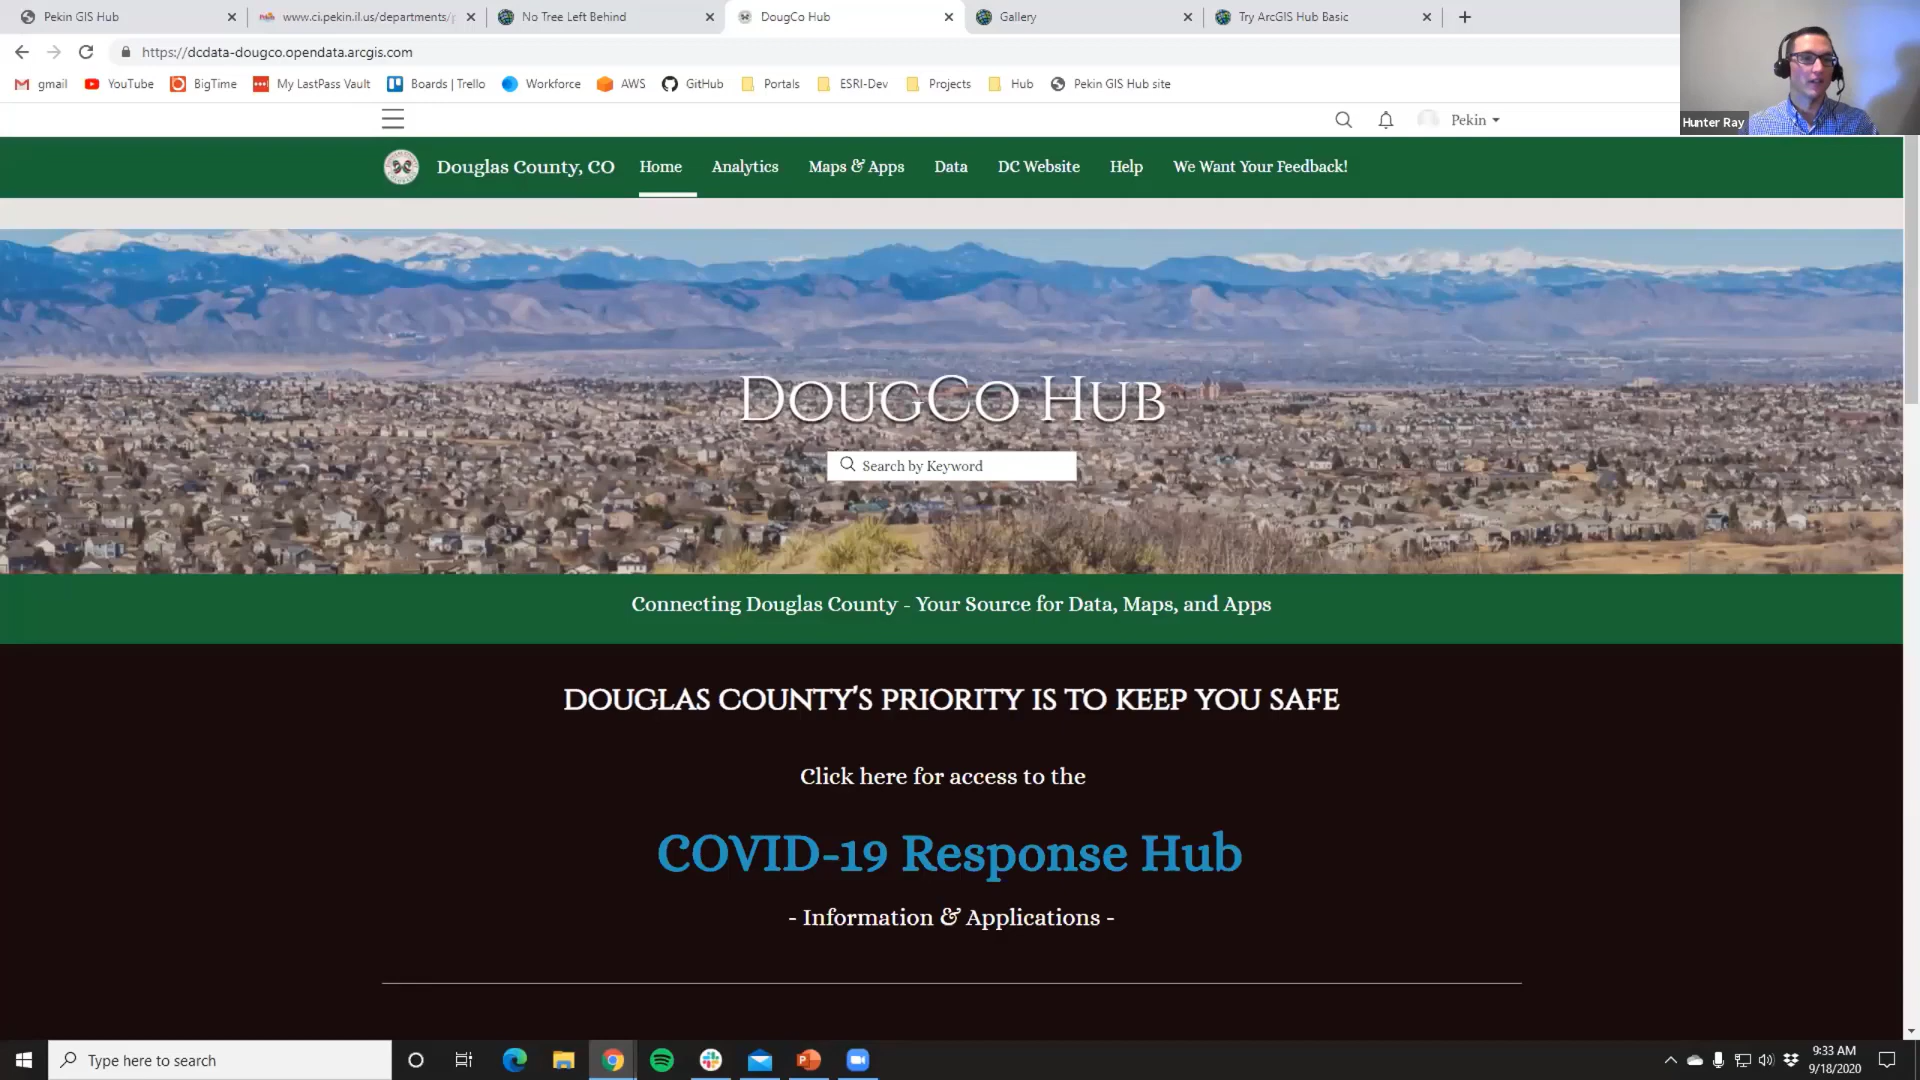 Pekin GIS Hub
www.ci.pekin.il.us/departments/
No Tree Left Behind
DougCo Hub
Gallery
Try ArcGIS Hub Basic
https://dcdata-dougco.opendata.arcgis.com
gmail
YouTube
BigTime
My LastPass Vault
Boards | Trello
Workforce
AWS
GitHub
Portals
ESRI-Dev
Projects
Hub
Pekin GIS Hub site
Hunter Ray
Pekin
Douglas County, CO
Home
Analytics
Maps & Apps
Data
DC Website
Help
We Want Your Feedback!
DougCo Hub
Search by Keyword
Connecting Douglas County - Your Source for Data, Maps, and Apps
DOUGLAS COUNTY'S PRIORITY IS TO KEEP YOU SAFE
Click here for access to the
COVID-19 Response Hub
- Information & Applications -
Type here to search
9:33 AM
9/18/2020